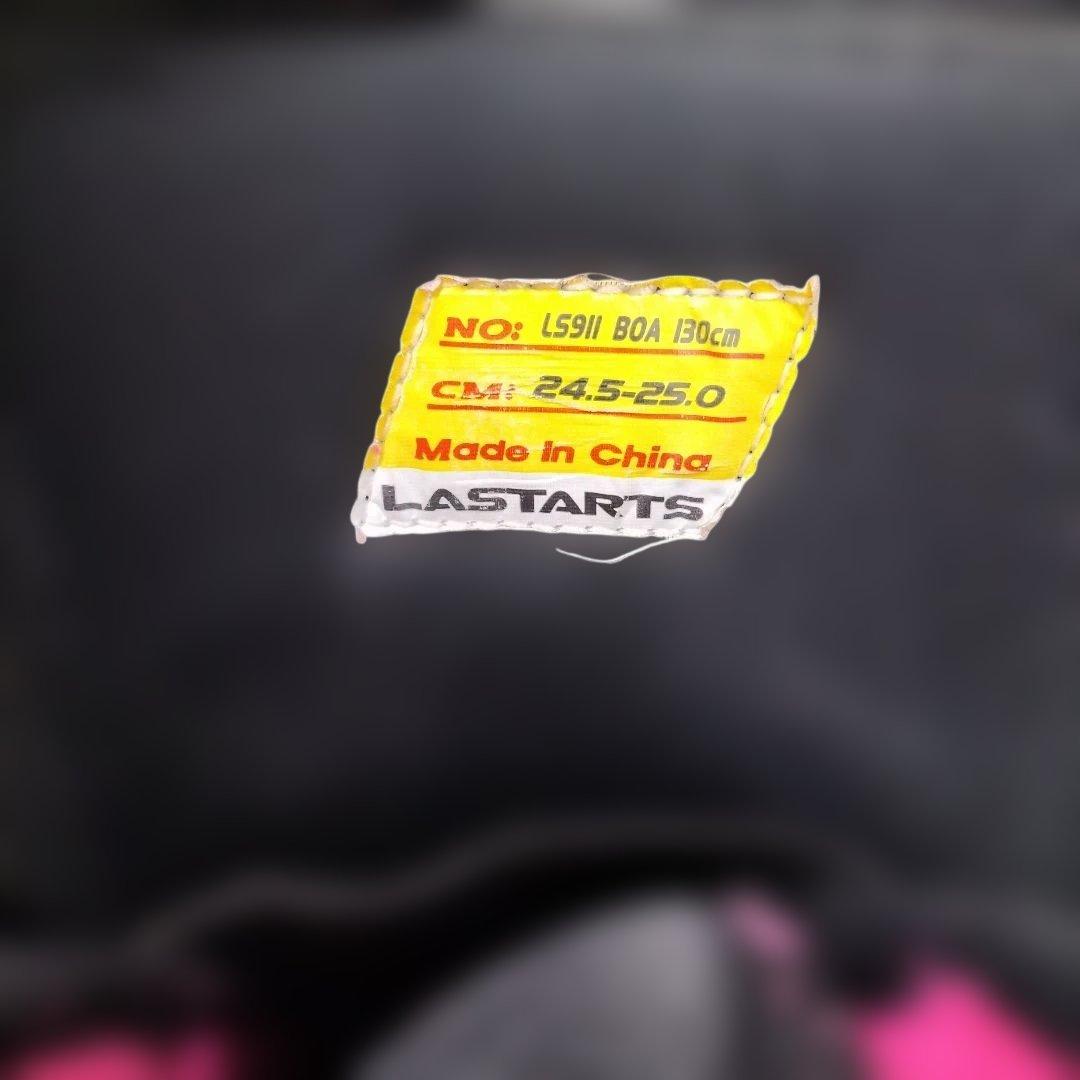 NO: LS911 BOA 130cm
CM: 24.5-25.0
Made In China
LASTARTS